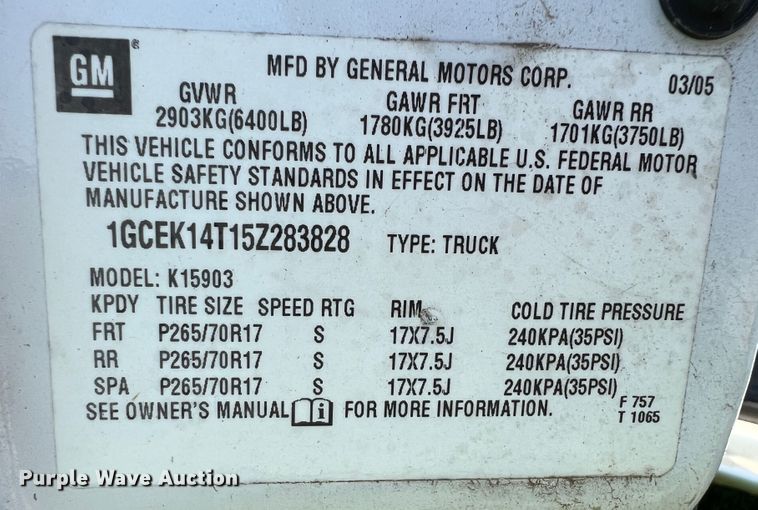 GM
MFD BY GENERAL MOTORS CORP. 03/05
GVWR GAWR FRT GAWR RR
2903KG(6400LB) 1780KG(3925LB) 1701KG(3750LB)
THIS VEHICLE CONFORMS TO ALL APPLICABLE U.S. FEDERAL MOTOR
VEHICLE SAFETY STANDARDS IN EFFECT ON THE DATE OF
MANUFACTURE SHOWN ABOVE.
1GCEK14T15Z283828 TYPE: TRUCK
MODEL: K15903
KPDY TIRE SIZE SPEED RTG RIM COLD TIRE PRESSURE
FRT P265/70R17 S 17X7.5J 240KPA(35PSI)
RR P265/70R17 S 17X7.5J 240KPA(35PSI)
SPA P265/70R17 S 17X7.5J 240KPA(35PSI)
SEE OWNER'S MANUAL i FOR MORE INFORMATION.
F 757
T 1065
Purple Wave Auction